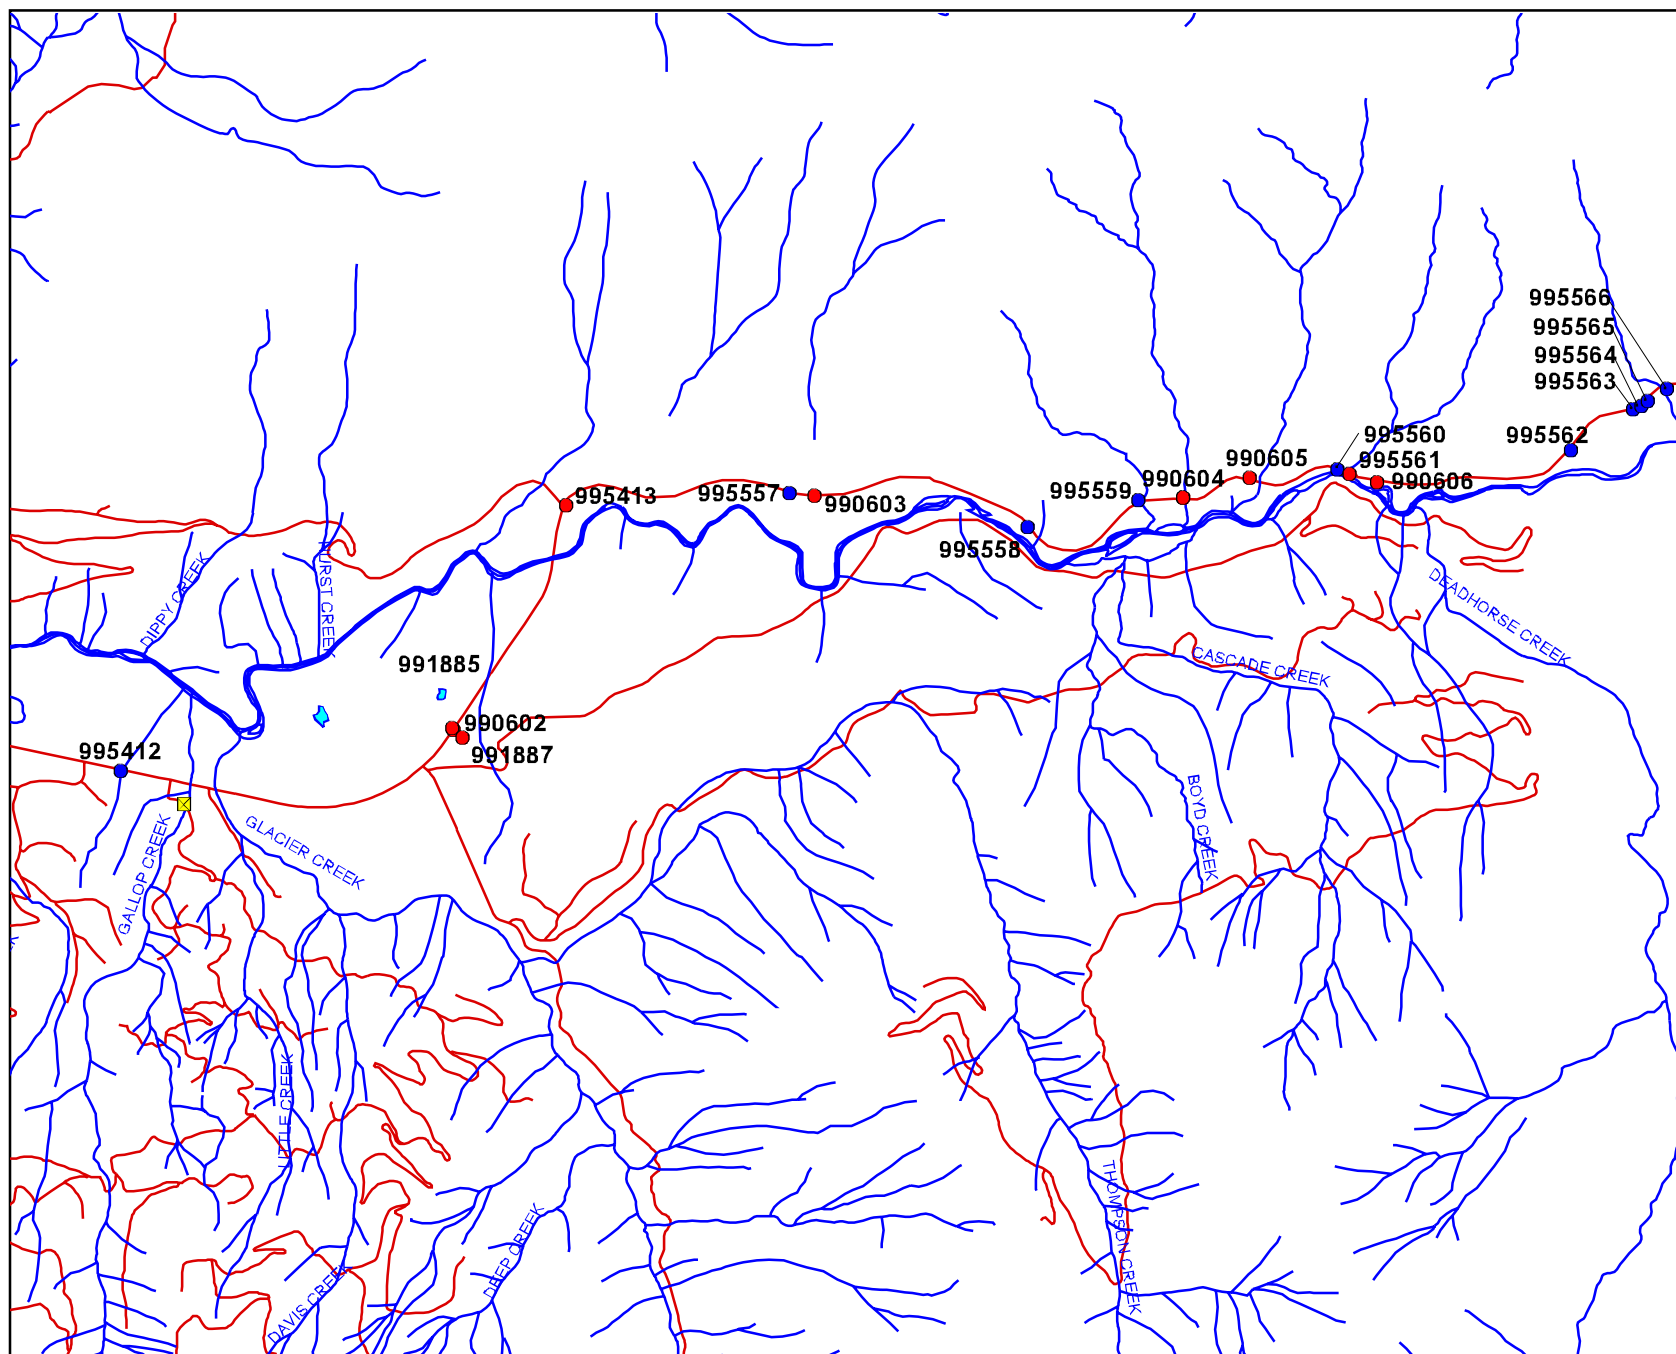 995566
995565
995564
995563
995562
995560
995561
990606
990605
990604
995559
995413
995557
990603
995558
DIPPY CREEK
HURST CREEK
DEADHORSE CREEK
CASCADE CREEK
991885
990602
991887
995412
BOYD CREEK
GLACIER CREEK
GALLOP CREEK
LITTLE CREEK
THOMPSON CREEK
DEEP CREEK
DAVIS CREEK